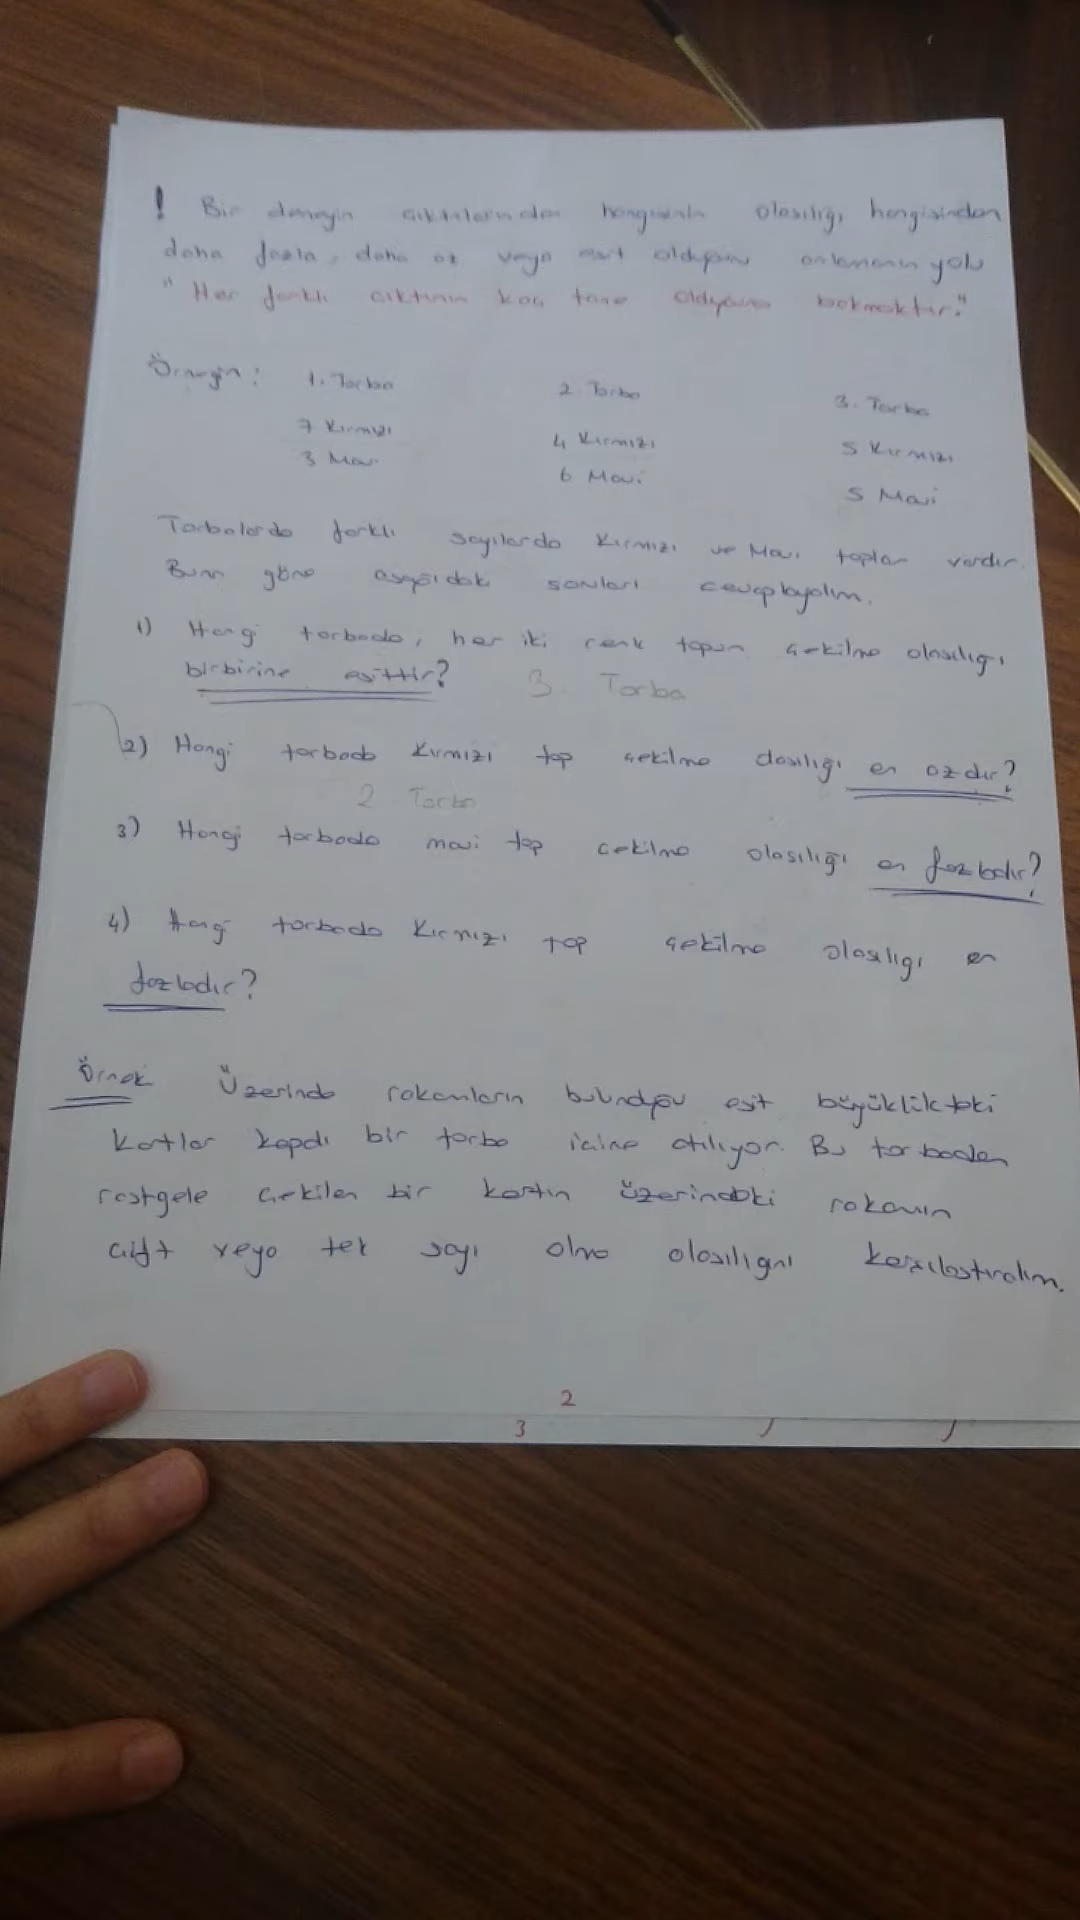 ! Bir deneyin çıktılarından hangisinin olasılığı hangisinden
daha fazla, daha az veya eşit olduğunu anlamanın yolu
"Her farklı çıktının kaç tane olduğuna bakmaktır."
Örneğin: 1. Torba 2. Torba 3. Torba
7 Kırmızı 4 Kırmızı 5 Kırmızı
3 Mavi 6 Mavi 5 Mavi
Torbalarda farklı sayılarda Kırmızı ve Mavi toplar vardır.
Buna göre aşağıdaki soruları cevaplayalım.
1) Hangi torbada, her iki renk topun çekilme olasılığı
birbirine eşittir? 3. Torba
2) Hangi torbada Kırmızı top çekilme olasılığı en azdır?
2. Torba
3) Hangi torbada mavi top çekilme olasılığı en fazladır?
4) Hangi torbada Kırmızı top çekilme olasılığı en
fazladır?
Örnek Üzerinde rakamların bulunduğu eşit büyüklükteki
kartlar kapalı bir torba içine atılıyor. Bu torbadan
rastgele çekilen bir kartın üzerindeki rakamın
çift veya tek sayı olma olasılığını karşılaştıralım.
2
3